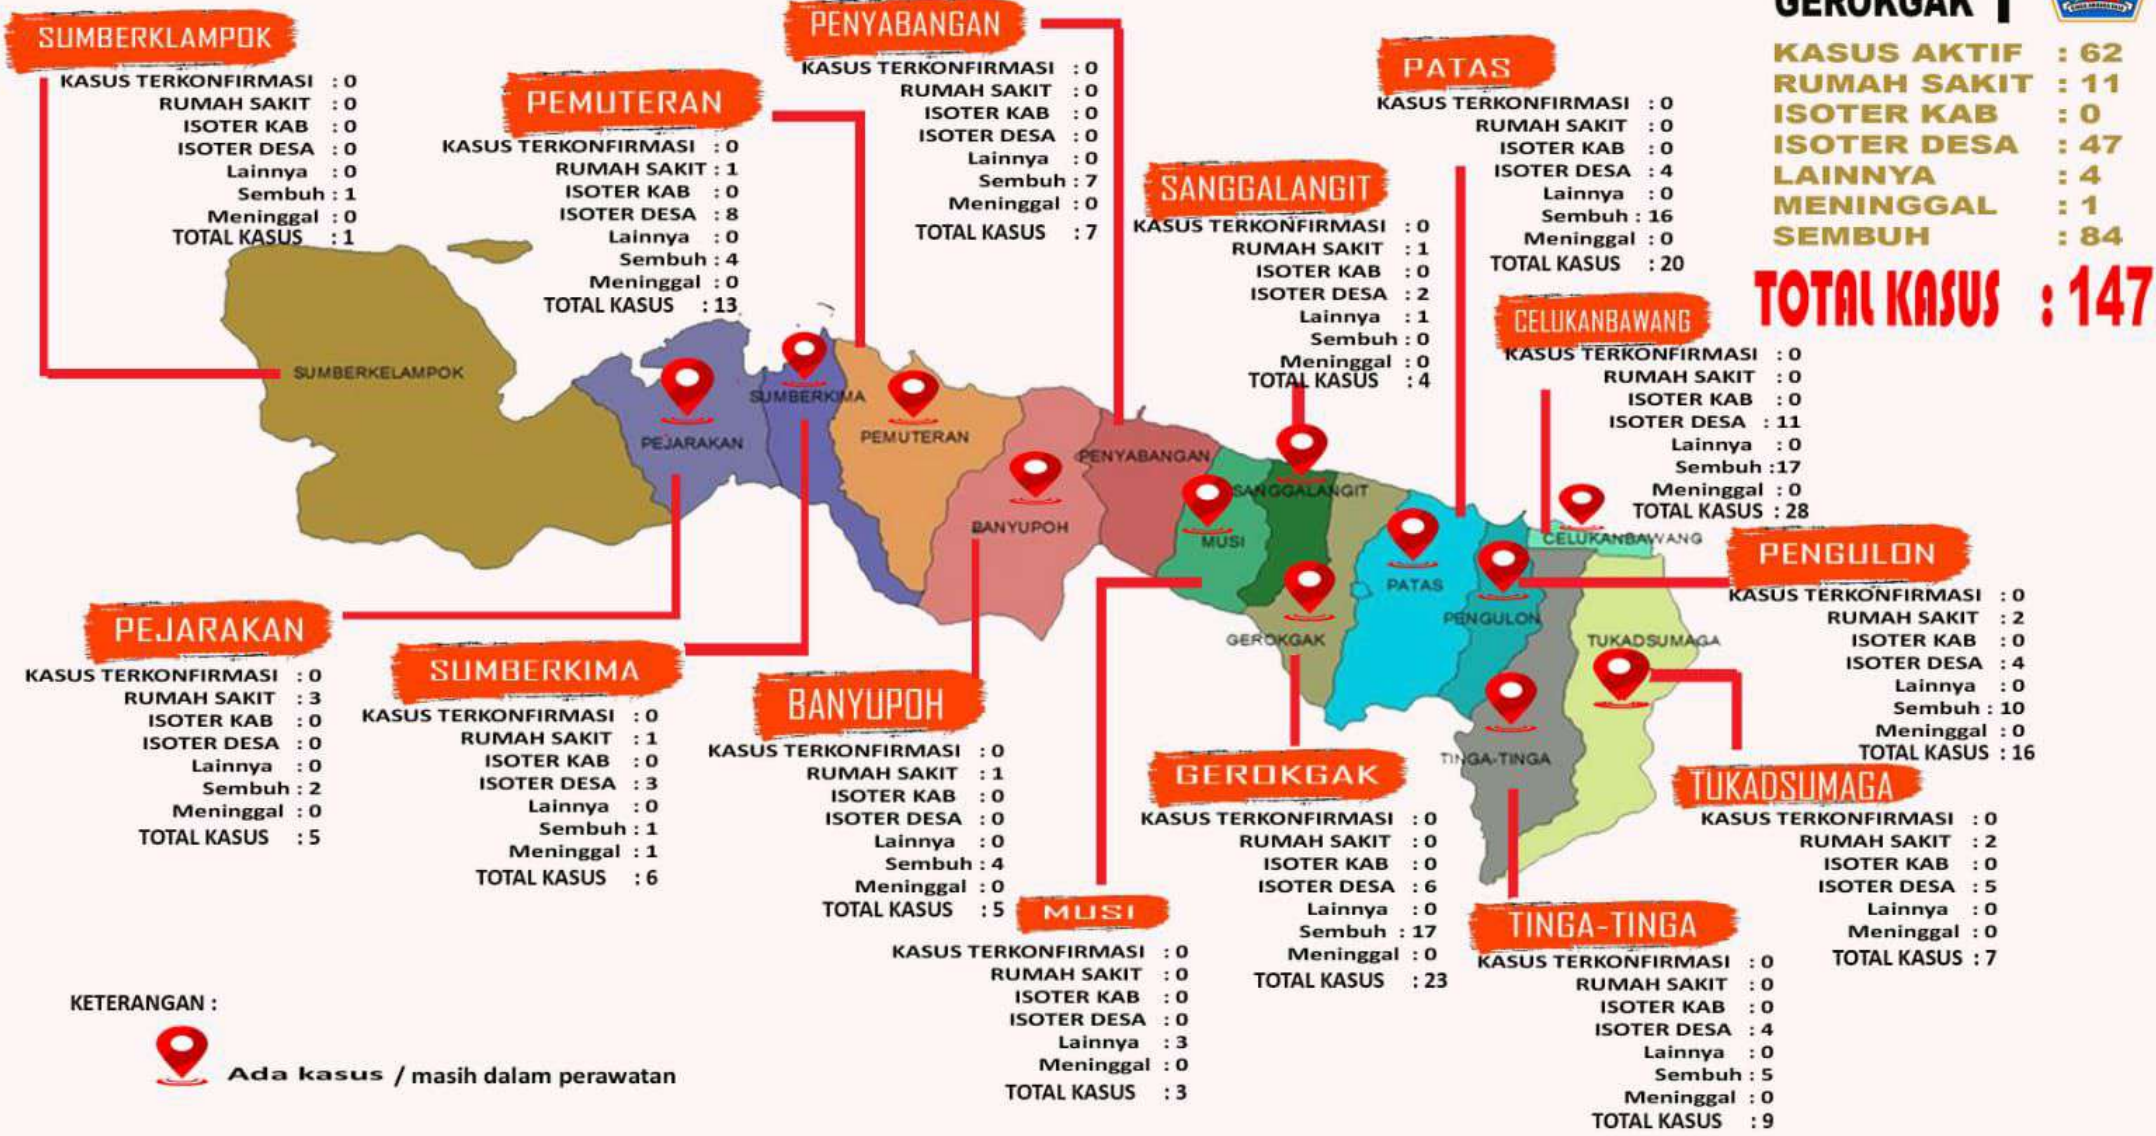 GEROKGAK 1
KASUS AKTIF : 62
RUMAH SAKIT : 11
ISOTER KAB : 0
ISOTER DESA : 47
LAINNYA : 4
MENINGGAL : 1
SEMBUH : 84
TOTAL KASUS : 147
SUMBERKLAMPOK
KASUS TERKONFIRMASI : 0
RUMAH SAKIT : 0
ISOTER KAB : 0
ISOTER DESA : 0
Lainnya : 0
Sembuh : 1
Meninggal : 0
TOTAL KASUS : 1
PEMUTERAN
KASUS TERKONFIRMASI : 0
RUMAH SAKIT : 1
ISOTER KAB : 0
ISOTER DESA : 8
Lainnya : 0
Sembuh : 4
Meninggal : 0
TOTAL KASUS : 13
PENYABANGAN
KASUS TERKONFIRMASI : 0
RUMAH SAKIT : 0
ISOTER KAB : 0
ISOTER DESA : 0
Lainnya : 0
Sembuh : 7
Meninggal : 0
TOTAL KASUS : 7
SANGGALANGIT
KASUS TERKONFIRMASI : 0
RUMAH SAKIT : 1
ISOTER KAB : 0
ISOTER DESA : 2
Lainnya : 1
Sembuh : 0
Meninggal : 0
TOTAL KASUS : 4
PATAS
KASUS TERKONFIRMASI : 0
RUMAH SAKIT : 0
ISOTER KAB : 0
ISOTER DESA : 4
Lainnya : 0
Sembuh : 16
Meninggal : 0
TOTAL KASUS : 20
CELUKANBAWANG
KASUS TERKONFIRMASI : 0
RUMAH SAKIT : 0
ISOTER KAB : 0
ISOTER DESA : 11
Lainnya : 0
Sembuh :17
Meninggal : 0
TOTAL KASUS : 28
SUMBERKELAMPOK
PEJARAKAN
SUMBERKIMA
PEMUTERAN
BANYUPOH
PENYABANGAN
MUSI
SANGGALANGIT
GEROKGAK
PATAS
PENGULON
CELUKANBAWANG
TINGA-TINGA
TUKADSUMAGA
PENGULON
KASUS TERKONFIRMASI : 0
RUMAH SAKIT : 2
ISOTER KAB : 0
ISOTER DESA : 4
Lainnya : 0
Sembuh : 10
Meninggal : 0
TOTAL KASUS : 16
PEJARAKAN
KASUS TERKONFIRMASI : 0
RUMAH SAKIT : 3
ISOTER KAB : 0
ISOTER DESA : 0
Lainnya : 0
Sembuh : 2
Meninggal : 0
TOTAL KASUS : 5
SUMBERKIMA
KASUS TERKONFIRMASI : 0
RUMAH SAKIT : 1
ISOTER KAB : 0
ISOTER DESA : 3
Lainnya : 0
Sembuh : 1
Meninggal : 1
TOTAL KASUS : 6
BANYUPOH
KASUS TERKONFIRMASI : 0
RUMAH SAKIT : 1
ISOTER KAB : 0
ISOTER DESA : 0
Lainnya : 0
Sembuh : 4
Meninggal : 0
TOTAL KASUS : 5
MUSI
KASUS TERKONFIRMASI : 0
RUMAH SAKIT : 0
ISOTER KAB : 0
ISOTER DESA : 0
Lainnya : 3
Meninggal : 0
TOTAL KASUS : 3
GEROKGAK
KASUS TERKONFIRMASI : 0
RUMAH SAKIT : 0
ISOTER KAB : 0
ISOTER DESA : 6
Lainnya : 0
Sembuh : 17
Meninggal : 0
TOTAL KASUS : 23
TINGA-TINGA
KASUS TERKONFIRMASI : 0
RUMAH SAKIT : 0
ISOTER KAB : 0
ISOTER DESA : 4
Lainnya : 0
Sembuh : 5
Meninggal : 0
TOTAL KASUS : 9
TUKADSUMAGA
KASUS TERKONFIRMASI : 0
RUMAH SAKIT : 2
ISOTER KAB : 0
ISOTER DESA : 5
Lainnya : 0
Meninggal : 0
TOTAL KASUS : 7
KETERANGAN :
Ada kasus / masih dalam perawatan